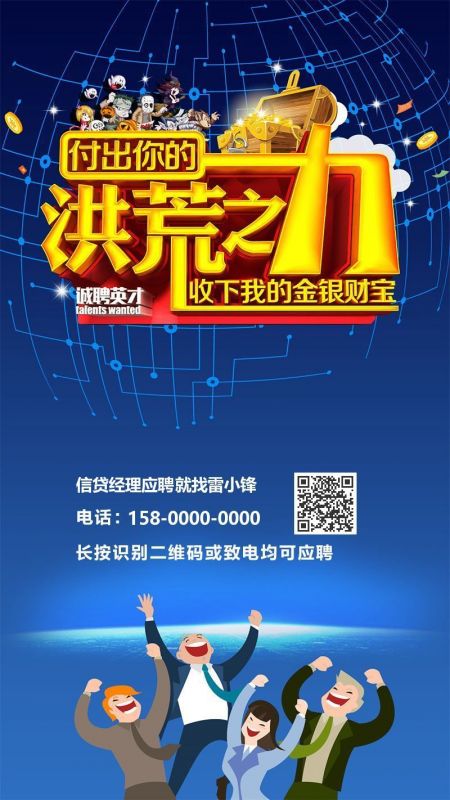 付出你的
洪荒之力
收下我的金银财宝
诚聘英才
talents wanted
信贷经理应聘就找雷小锋
电话：158-0000-0000
长按识别二维码或致电均可应聘